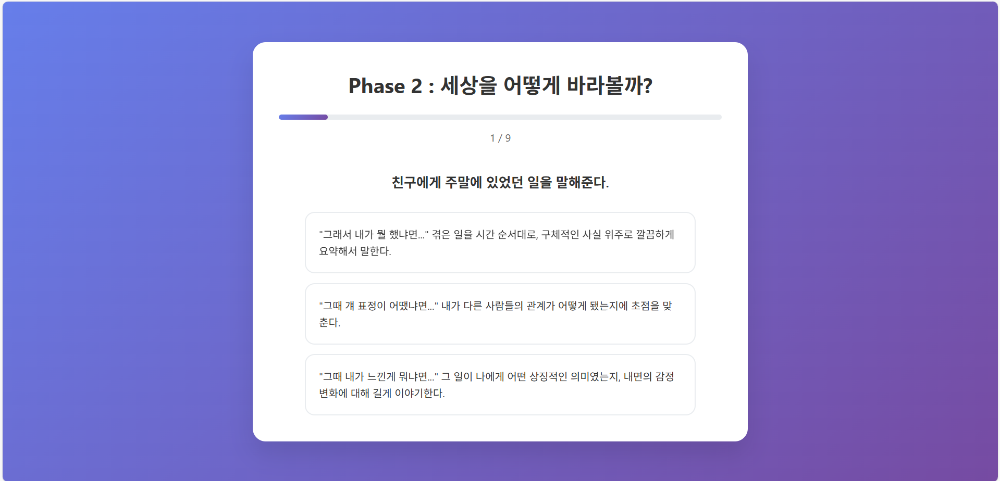 Phase 2 : 세상을 어떻게 바라볼까?
1 / 9
친구에게 주말에 있었던 일을 말해준다.
"그래서 내가 뭘 했냐면..." 겪은 일을 시간 순서대로, 구체적인 사실 위주로 깔끔하게
요약해서 말한다.
"그때 걔 표정이 어땠냐면..." 내가 다른 사람들의 관계가 어떻게 됐는지에 초점을 맞
춘다.
"그때 내가 느낀게 뭐냐면..." 그 일이 나에게 어떤 상징적인 의미였는지, 내면의 감정
변화에 대해 길게 이야기한다.